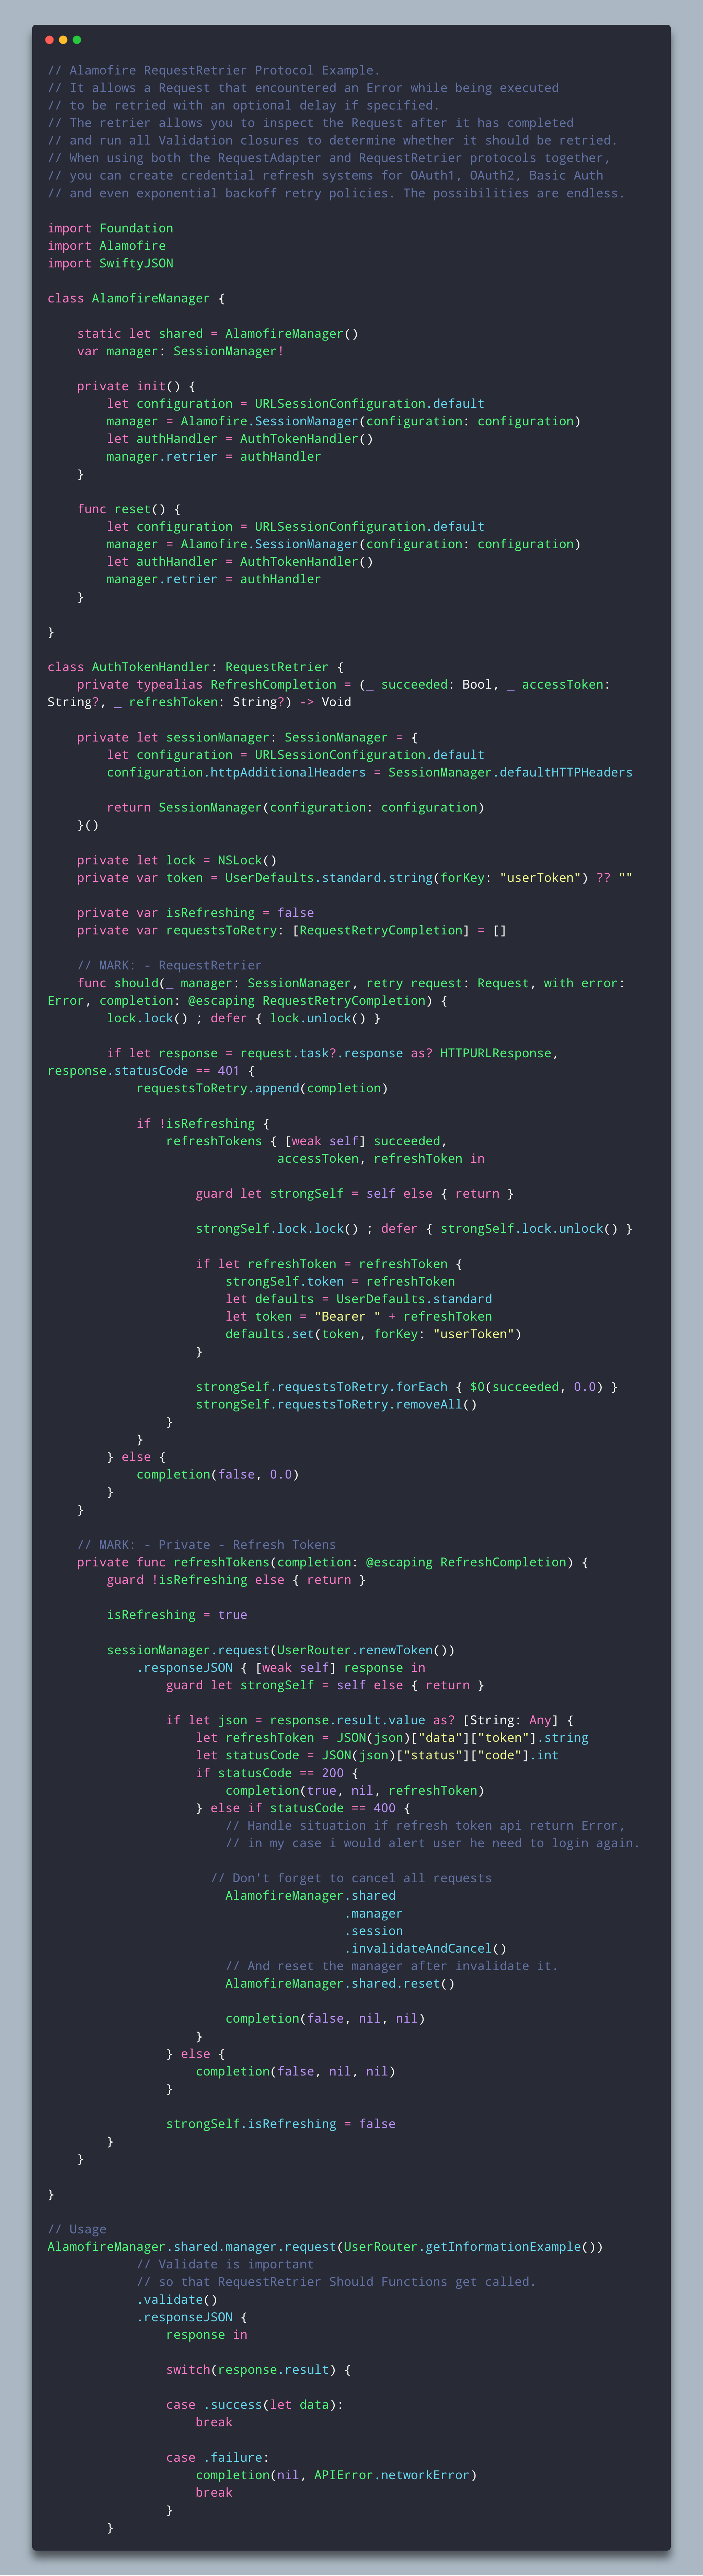 // Alamofire RequestRetrier Protocol Example.
// It allows a Request that encountered an Error while being executed
// to be retried with an optional delay if specified.
// The retrier allows you to inspect the Request after it has completed
// and run all Validation closures to determine whether it should be retried.
// When using both the RequestAdapter and RequestRetrier protocols together,
// you can create credential refresh systems for OAuth1, OAuth2, Basic Auth
// and even exponential backoff retry policies. The possibilities are endless.

import Foundation
import Alamofire
import SwiftyJSON

class AlamofireManager {

    static let shared = AlamofireManager()
    var manager: SessionManager!

    private init() {
        let configuration = URLSessionConfiguration.default
        manager = Alamofire.SessionManager(configuration: configuration)
        let authHandler = AuthTokenHandler()
        manager.retrier = authHandler
    }

    func reset() {
        let configuration = URLSessionConfiguration.default
        manager = Alamofire.SessionManager(configuration: configuration)
        let authHandler = AuthTokenHandler()
        manager.retrier = authHandler
    }

}

class AuthTokenHandler: RequestRetrier {
    private typealias RefreshCompletion = (_ succeeded: Bool, _ accessToken:
String?, _ refreshToken: String?) -> Void

    private let sessionManager: SessionManager = {
        let configuration = URLSessionConfiguration.default
        configuration.httpAdditionalHeaders = SessionManager.defaultHTTPHeaders

        return SessionManager(configuration: configuration)
    }()

    private let lock = NSLock()
    private var token = UserDefaults.standard.string(forKey: "userToken") ?? ""

    private var isRefreshing = false
    private var requestsToRetry: [RequestRetryCompletion] = []

    // MARK: - RequestRetrier
    func should(_ manager: SessionManager, retry request: Request, with error:
Error, completion: @escaping RequestRetryCompletion) {
        lock.lock() ; defer { lock.unlock() }

        if let response = request.task?.response as? HTTPURLResponse,
response.statusCode == 401 {
            requestsToRetry.append(completion)

            if !isRefreshing {
                refreshTokens { [weak self] succeeded,
                               accessToken, refreshToken in

                    guard let strongSelf = self else { return }

                    strongSelf.lock.lock() ; defer { strongSelf.lock.unlock() }

                    if let refreshToken = refreshToken {
                        strongSelf.token = refreshToken
                        let defaults = UserDefaults.standard
                        let token = "Bearer " + refreshToken
                        defaults.set(token, forKey: "userToken")
                    }

                    strongSelf.requestsToRetry.forEach { $0(succeeded, 0.0) }
                    strongSelf.requestsToRetry.removeAll()
                }
            }
        } else {
            completion(false, 0.0)
        }
    }

    // MARK: - Private - Refresh Tokens
    private func refreshTokens(completion: @escaping RefreshCompletion) {
        guard !isRefreshing else { return }

        isRefreshing = true

        sessionManager.request(UserRouter.renewToken())
            .responseJSON { [weak self] response in
                guard let strongSelf = self else { return }

                if let json = response.result.value as? [String: Any] {
                    let refreshToken = JSON(json)["data"]["token"].string
                    let statusCode = JSON(json)["status"]["code"].int
                    if statusCode == 200 {
                        completion(true, nil, refreshToken)
                    } else if statusCode == 400 {
                        // Handle situation if refresh token api return Error,
                        // in my case i would alert user he need to login again.

                      // Don't forget to cancel all requests
                        AlamofireManager.shared
                                        .manager
                                        .session
                                        .invalidateAndCancel()
                        // And reset the manager after invalidate it.
                        AlamofireManager.shared.reset()

                        completion(false, nil, nil)
                    }
                } else {
                    completion(false, nil, nil)
                }

                strongSelf.isRefreshing = false
        }
    }

}

// Usage
AlamofireManager.shared.manager.request(UserRouter.getInformationExample())
            // Validate is important
            // so that RequestRetrier Should Functions get called.
            .validate()
            .responseJSON {
                response in

                switch(response.result) {

                case .success(let data):
                    break

                case .failure:
                    completion(nil, APIError.networkError)
                    break
                }
        }